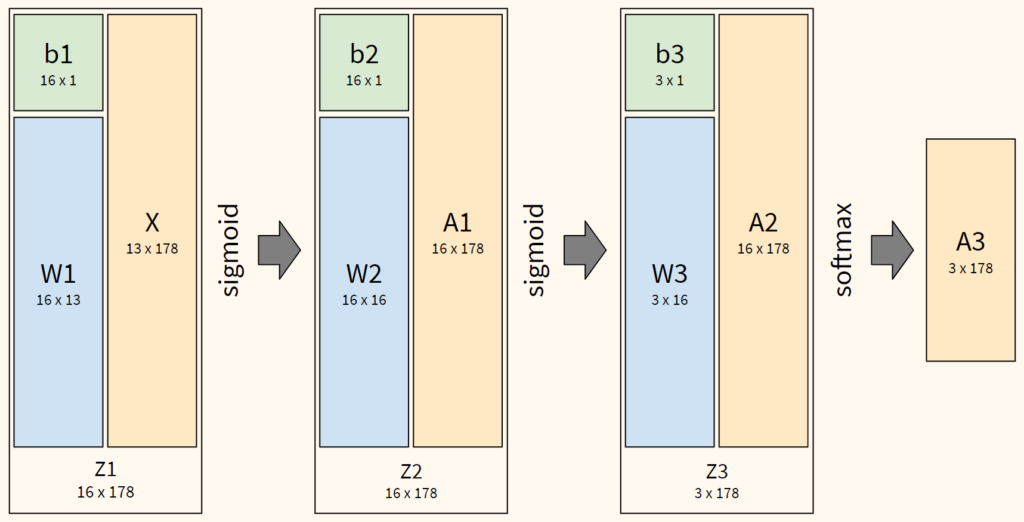 b1
16 x 1
W1
16 x 13
X
13 x 178
Z1
16 x 178
sigmoid
b2
16 x 1
W2
16 x 16
A1
16 x 178
Z2
16 x 178
sigmoid
b3
3 x 1
W3
3 x 16
A2
16 x 178
Z3
3 x 178
softmax
A3
3 x 178